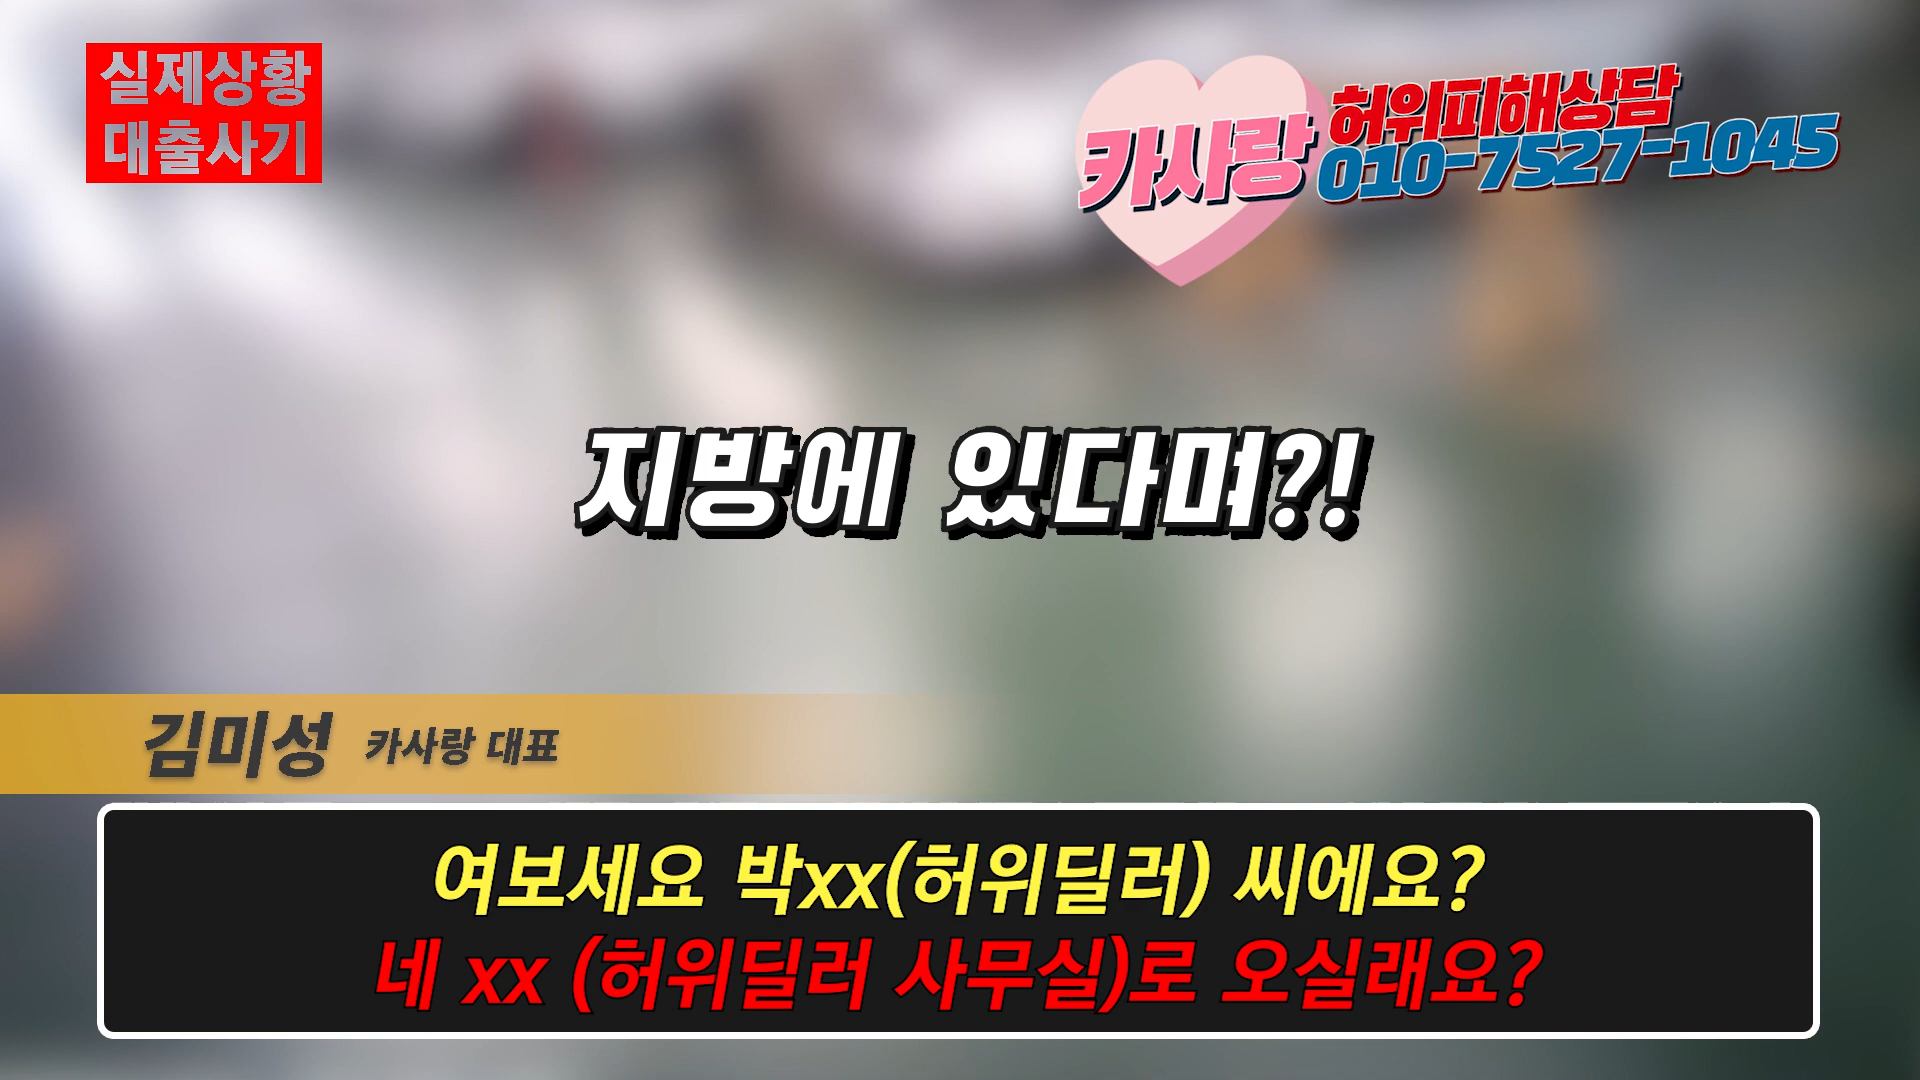 실제상황
대출사기
카사랑
허위피해상담
010-7527-1045
지방에 있다며?!
김미성 카사랑 대표
여보세요 박xx(허위딜러) 씨에요?
네 xx (허위딜러 사무실)로 오실래요?